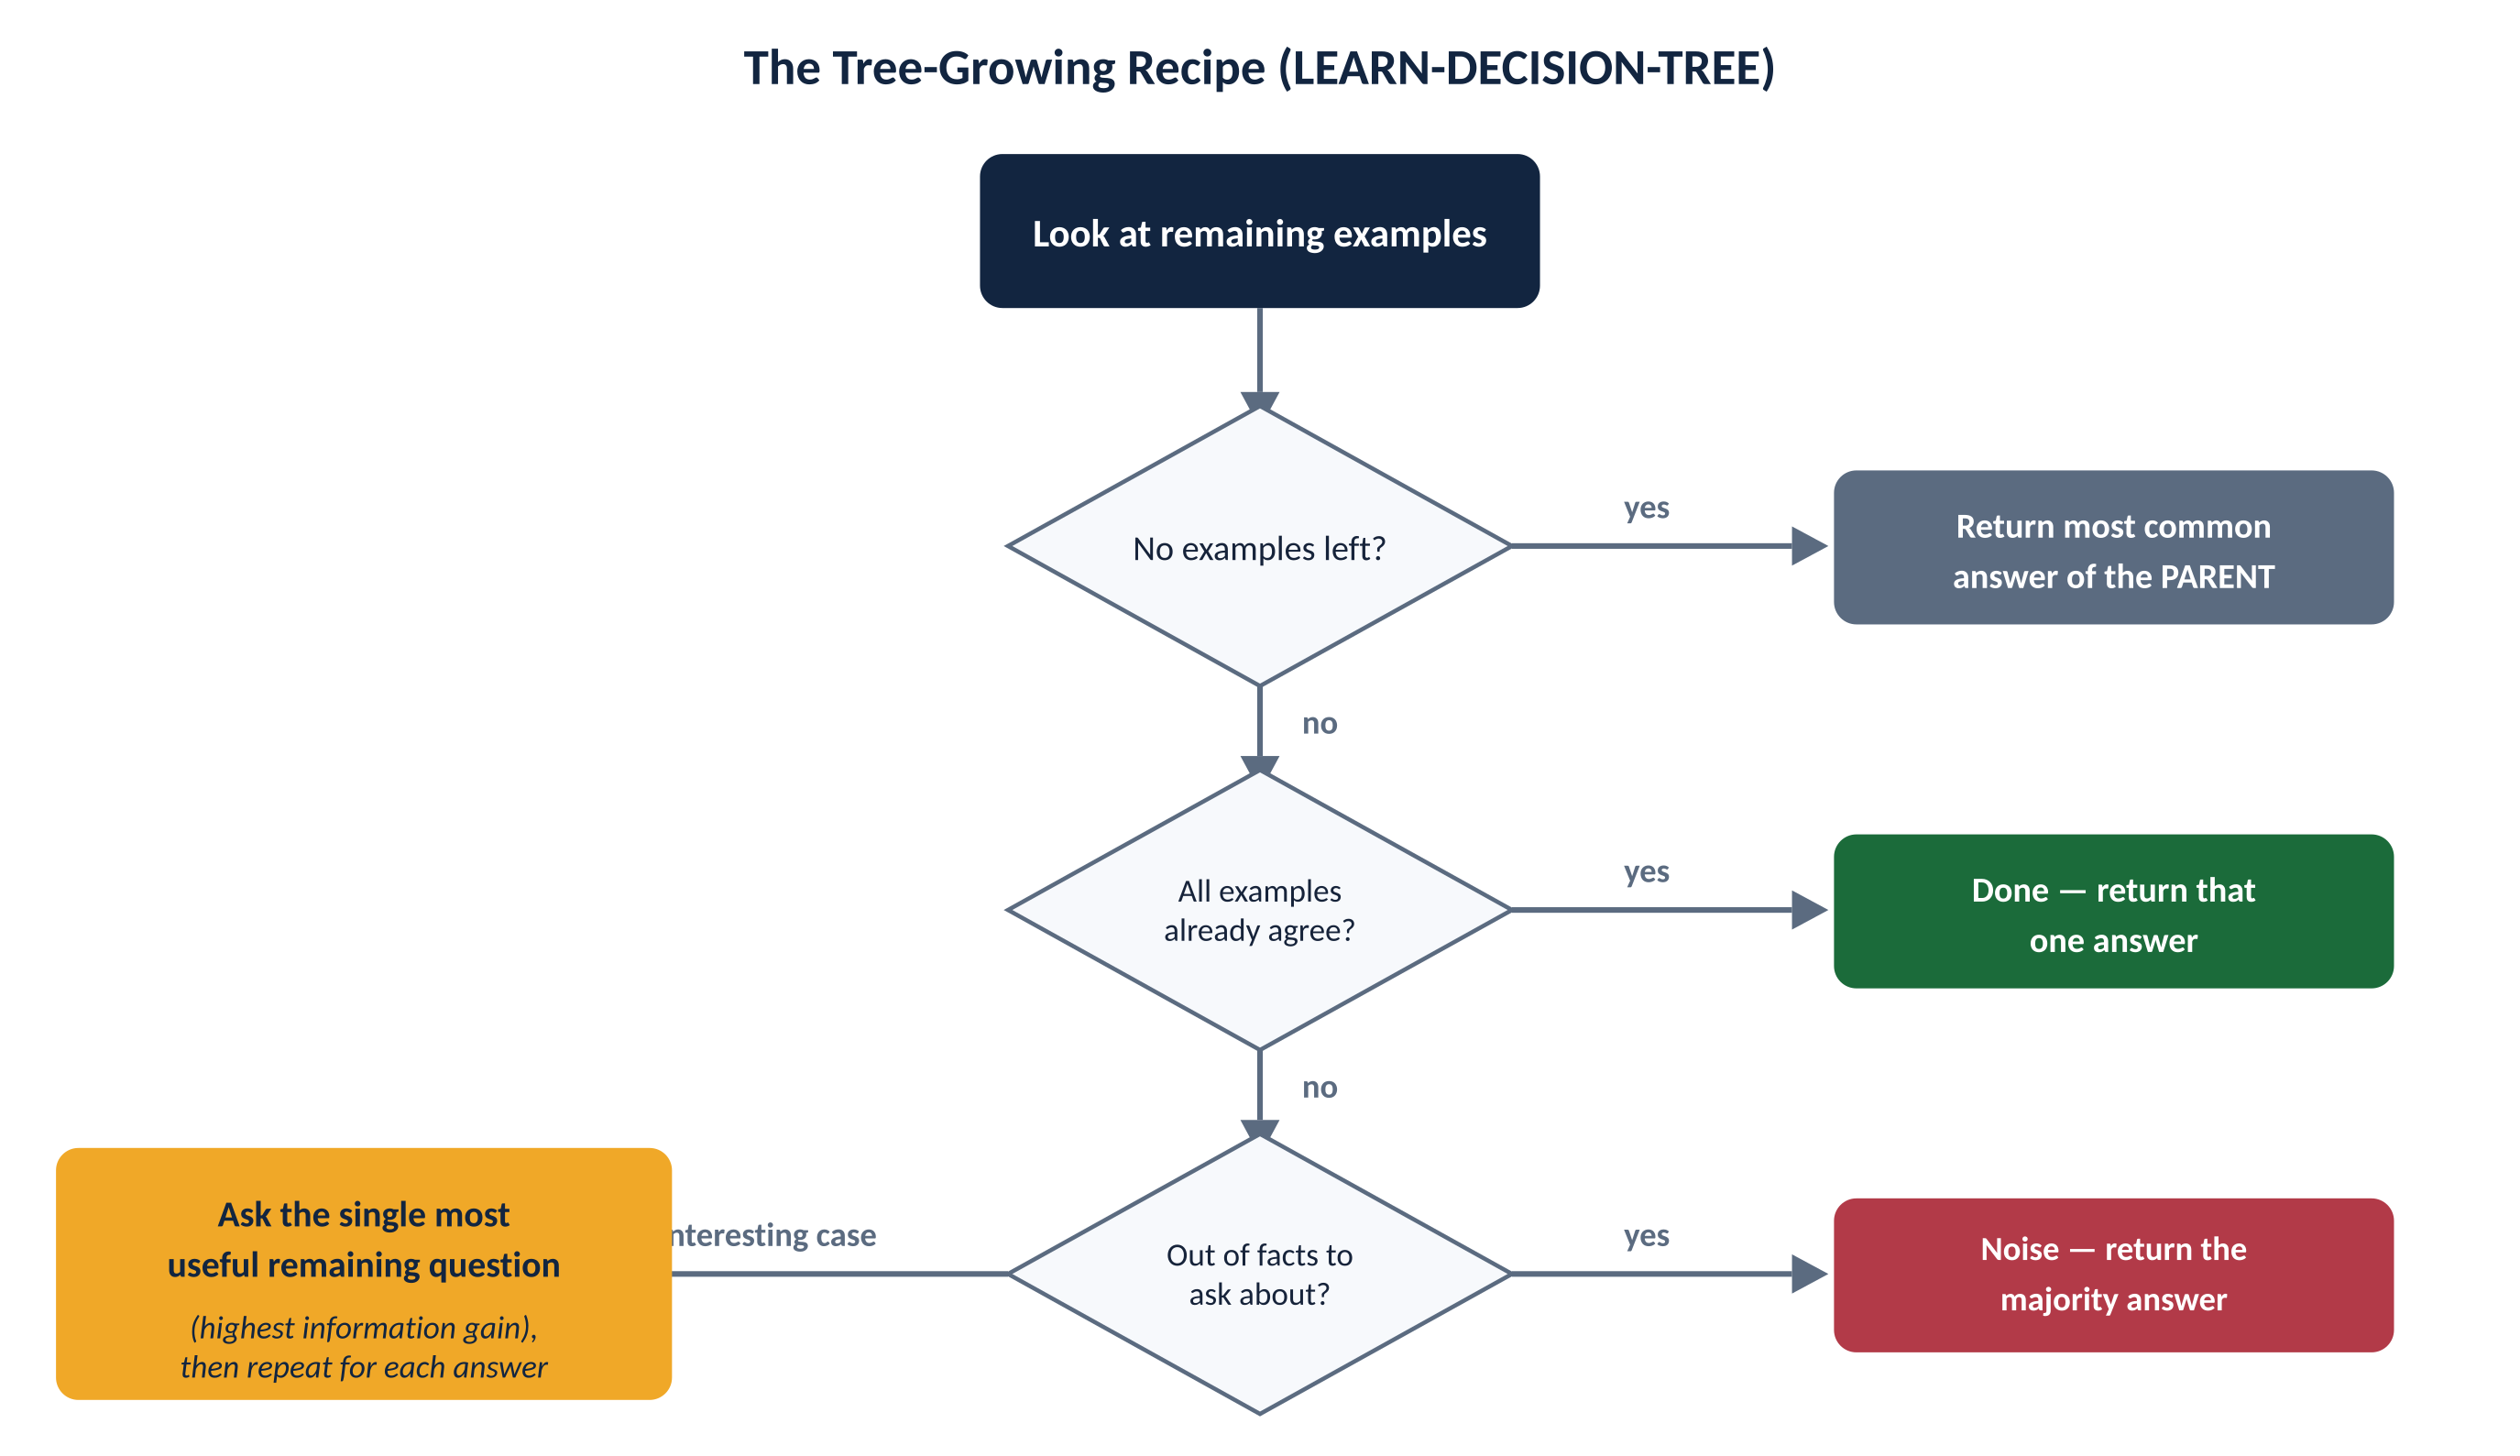 The Tree-Growing Recipe (LEARN-DECISION-TREE)
Look at remaining examples
No examples left?
yes
Return most common
answer of the PARENT
no
All examples
already agree?
yes
Done — return that
one answer
no
Ask the single most
useful remaining question
(highest information gain),
then repeat for each answer
case
Out of facts to
ask about?
yes
Noise — return the
majority answer